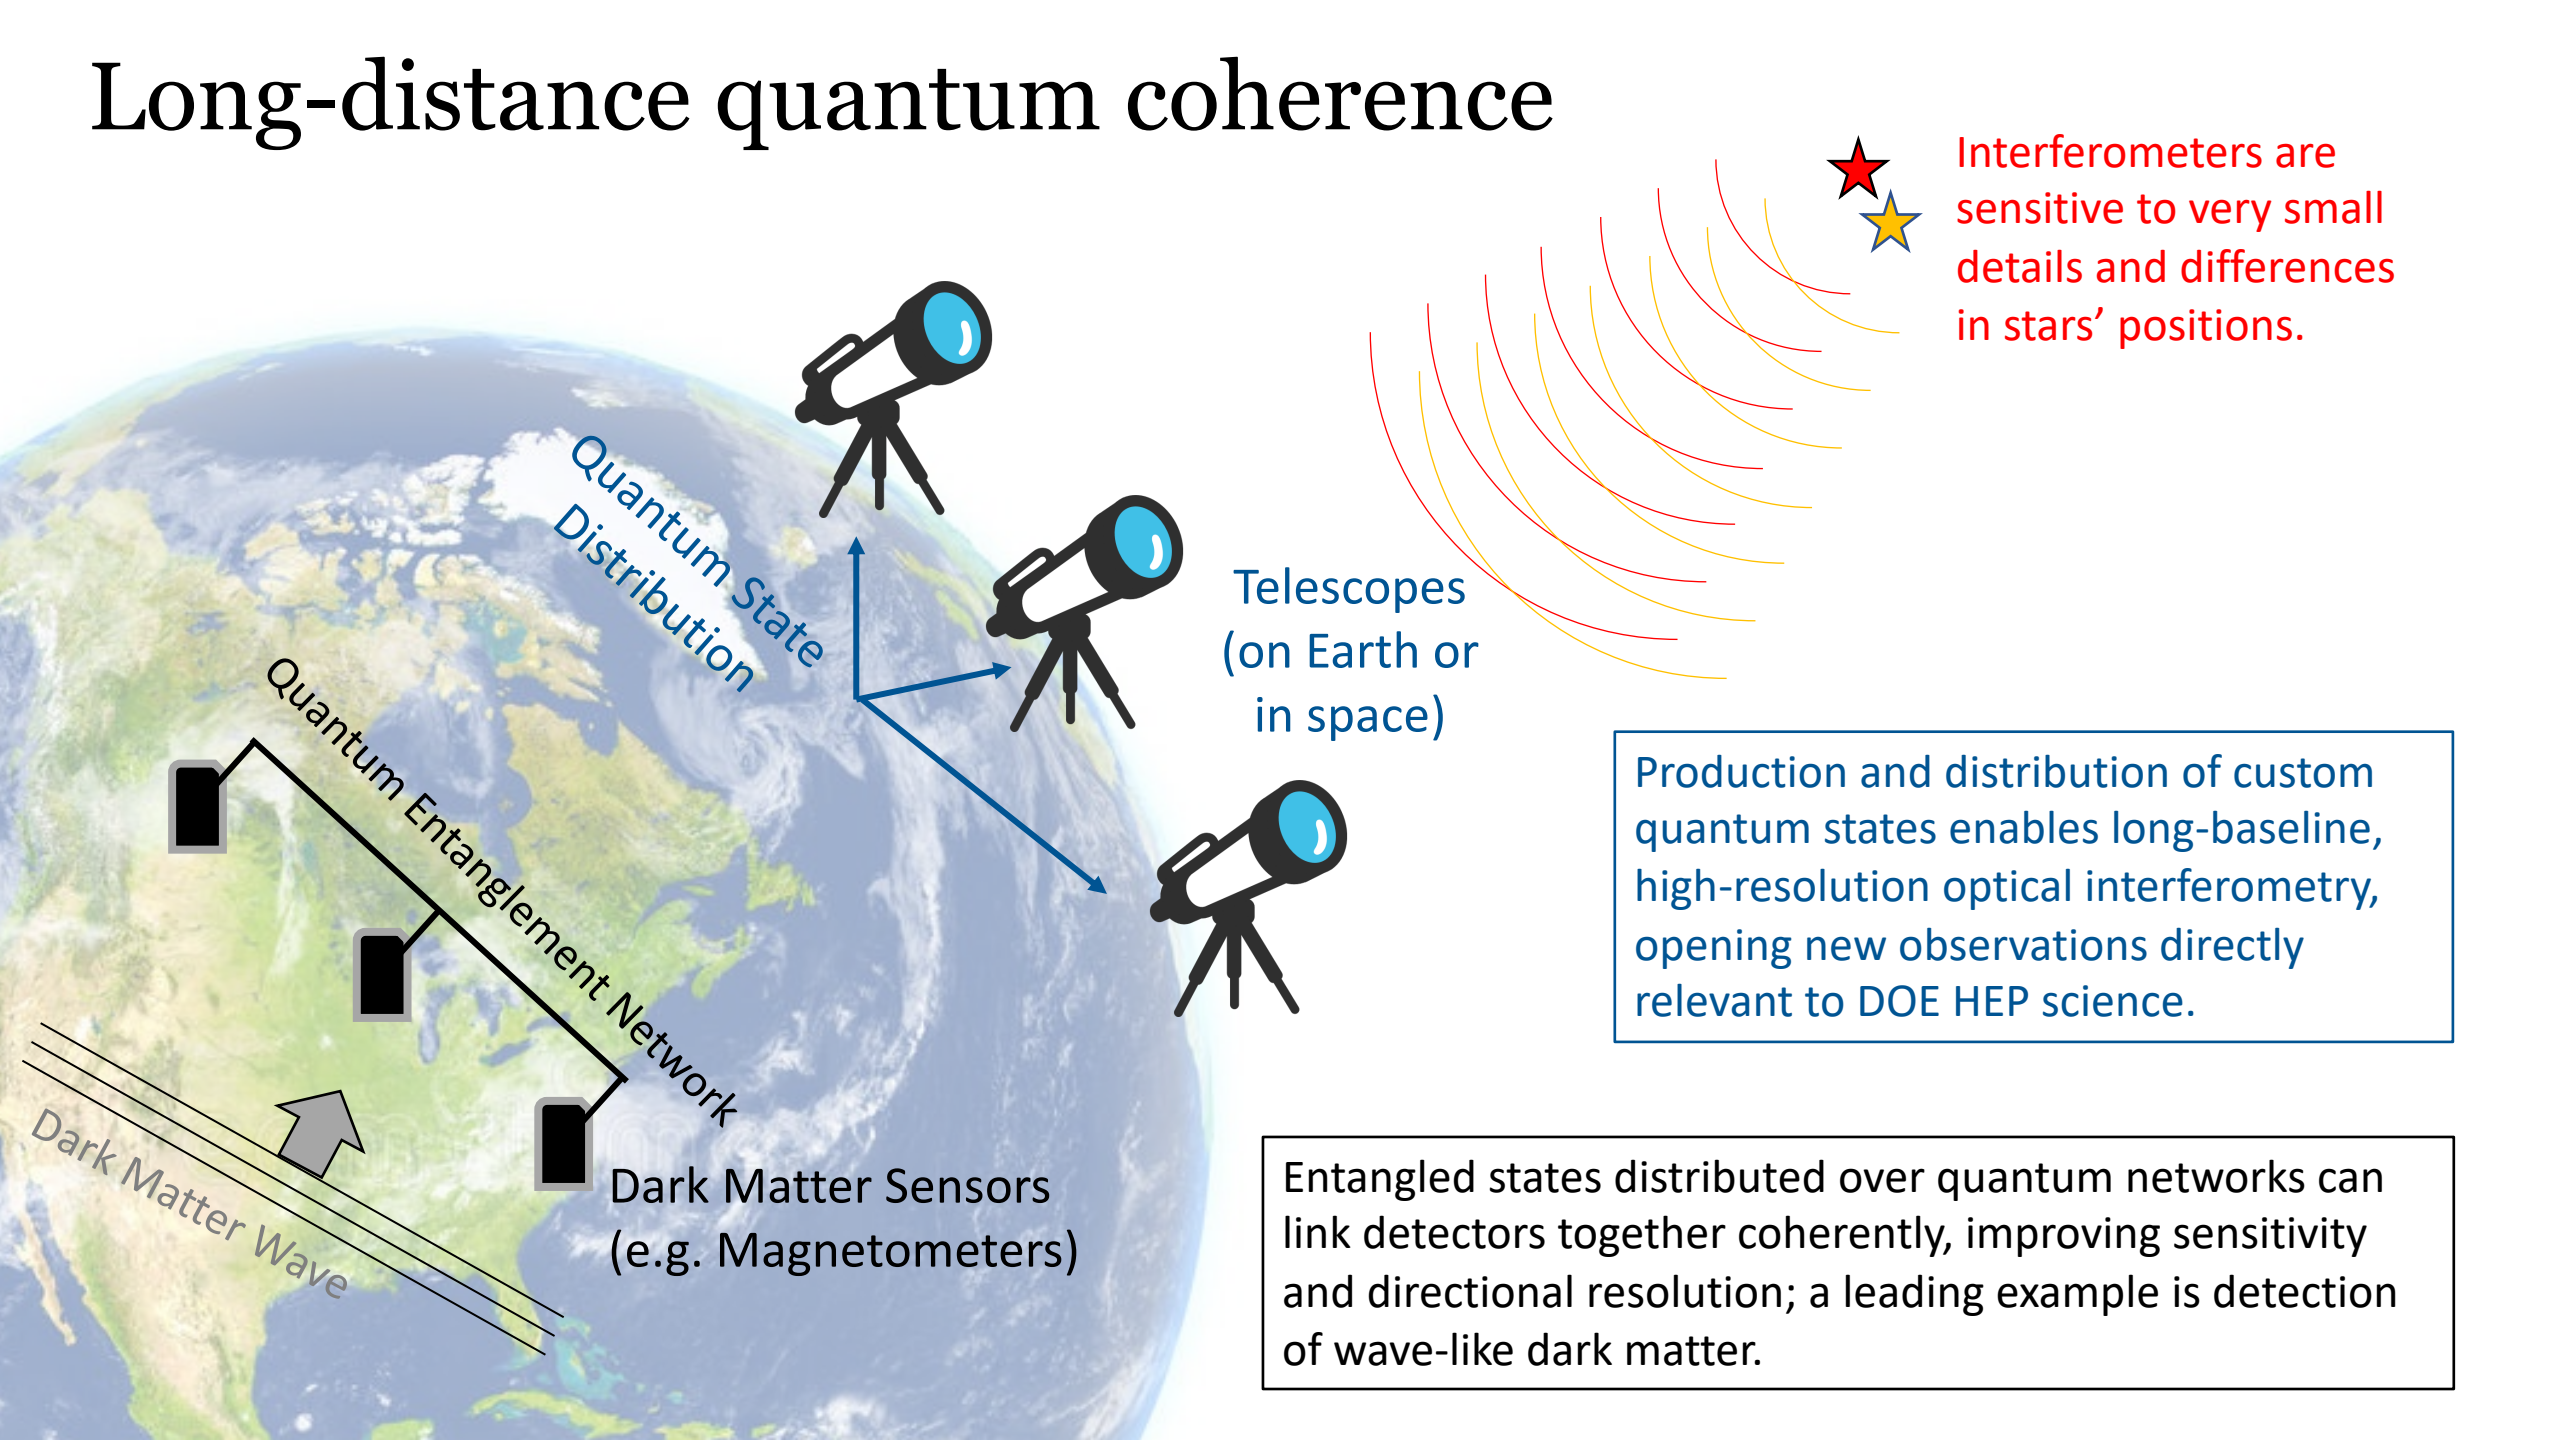 Long-distance quantum coherence
Interferometers are
sensitive to very small
details and differences
in stars’ positions.
Quantum State
Distribution
Telescopes
(on Earth or
in space)
Quantum Entanglement Network
Production and distribution of custom
quantum states enables long-baseline,
high-resolution optical interferometry,
opening new observations directly
relevant to DOE HEP science.
Dark Matter Wave
Dark Matter Sensors
(e.g. Magnetometers)
Entangled states distributed over quantum networks can
link detectors together coherently, improving sensitivity
and directional resolution; a leading example is detection
of wave-like dark matter.